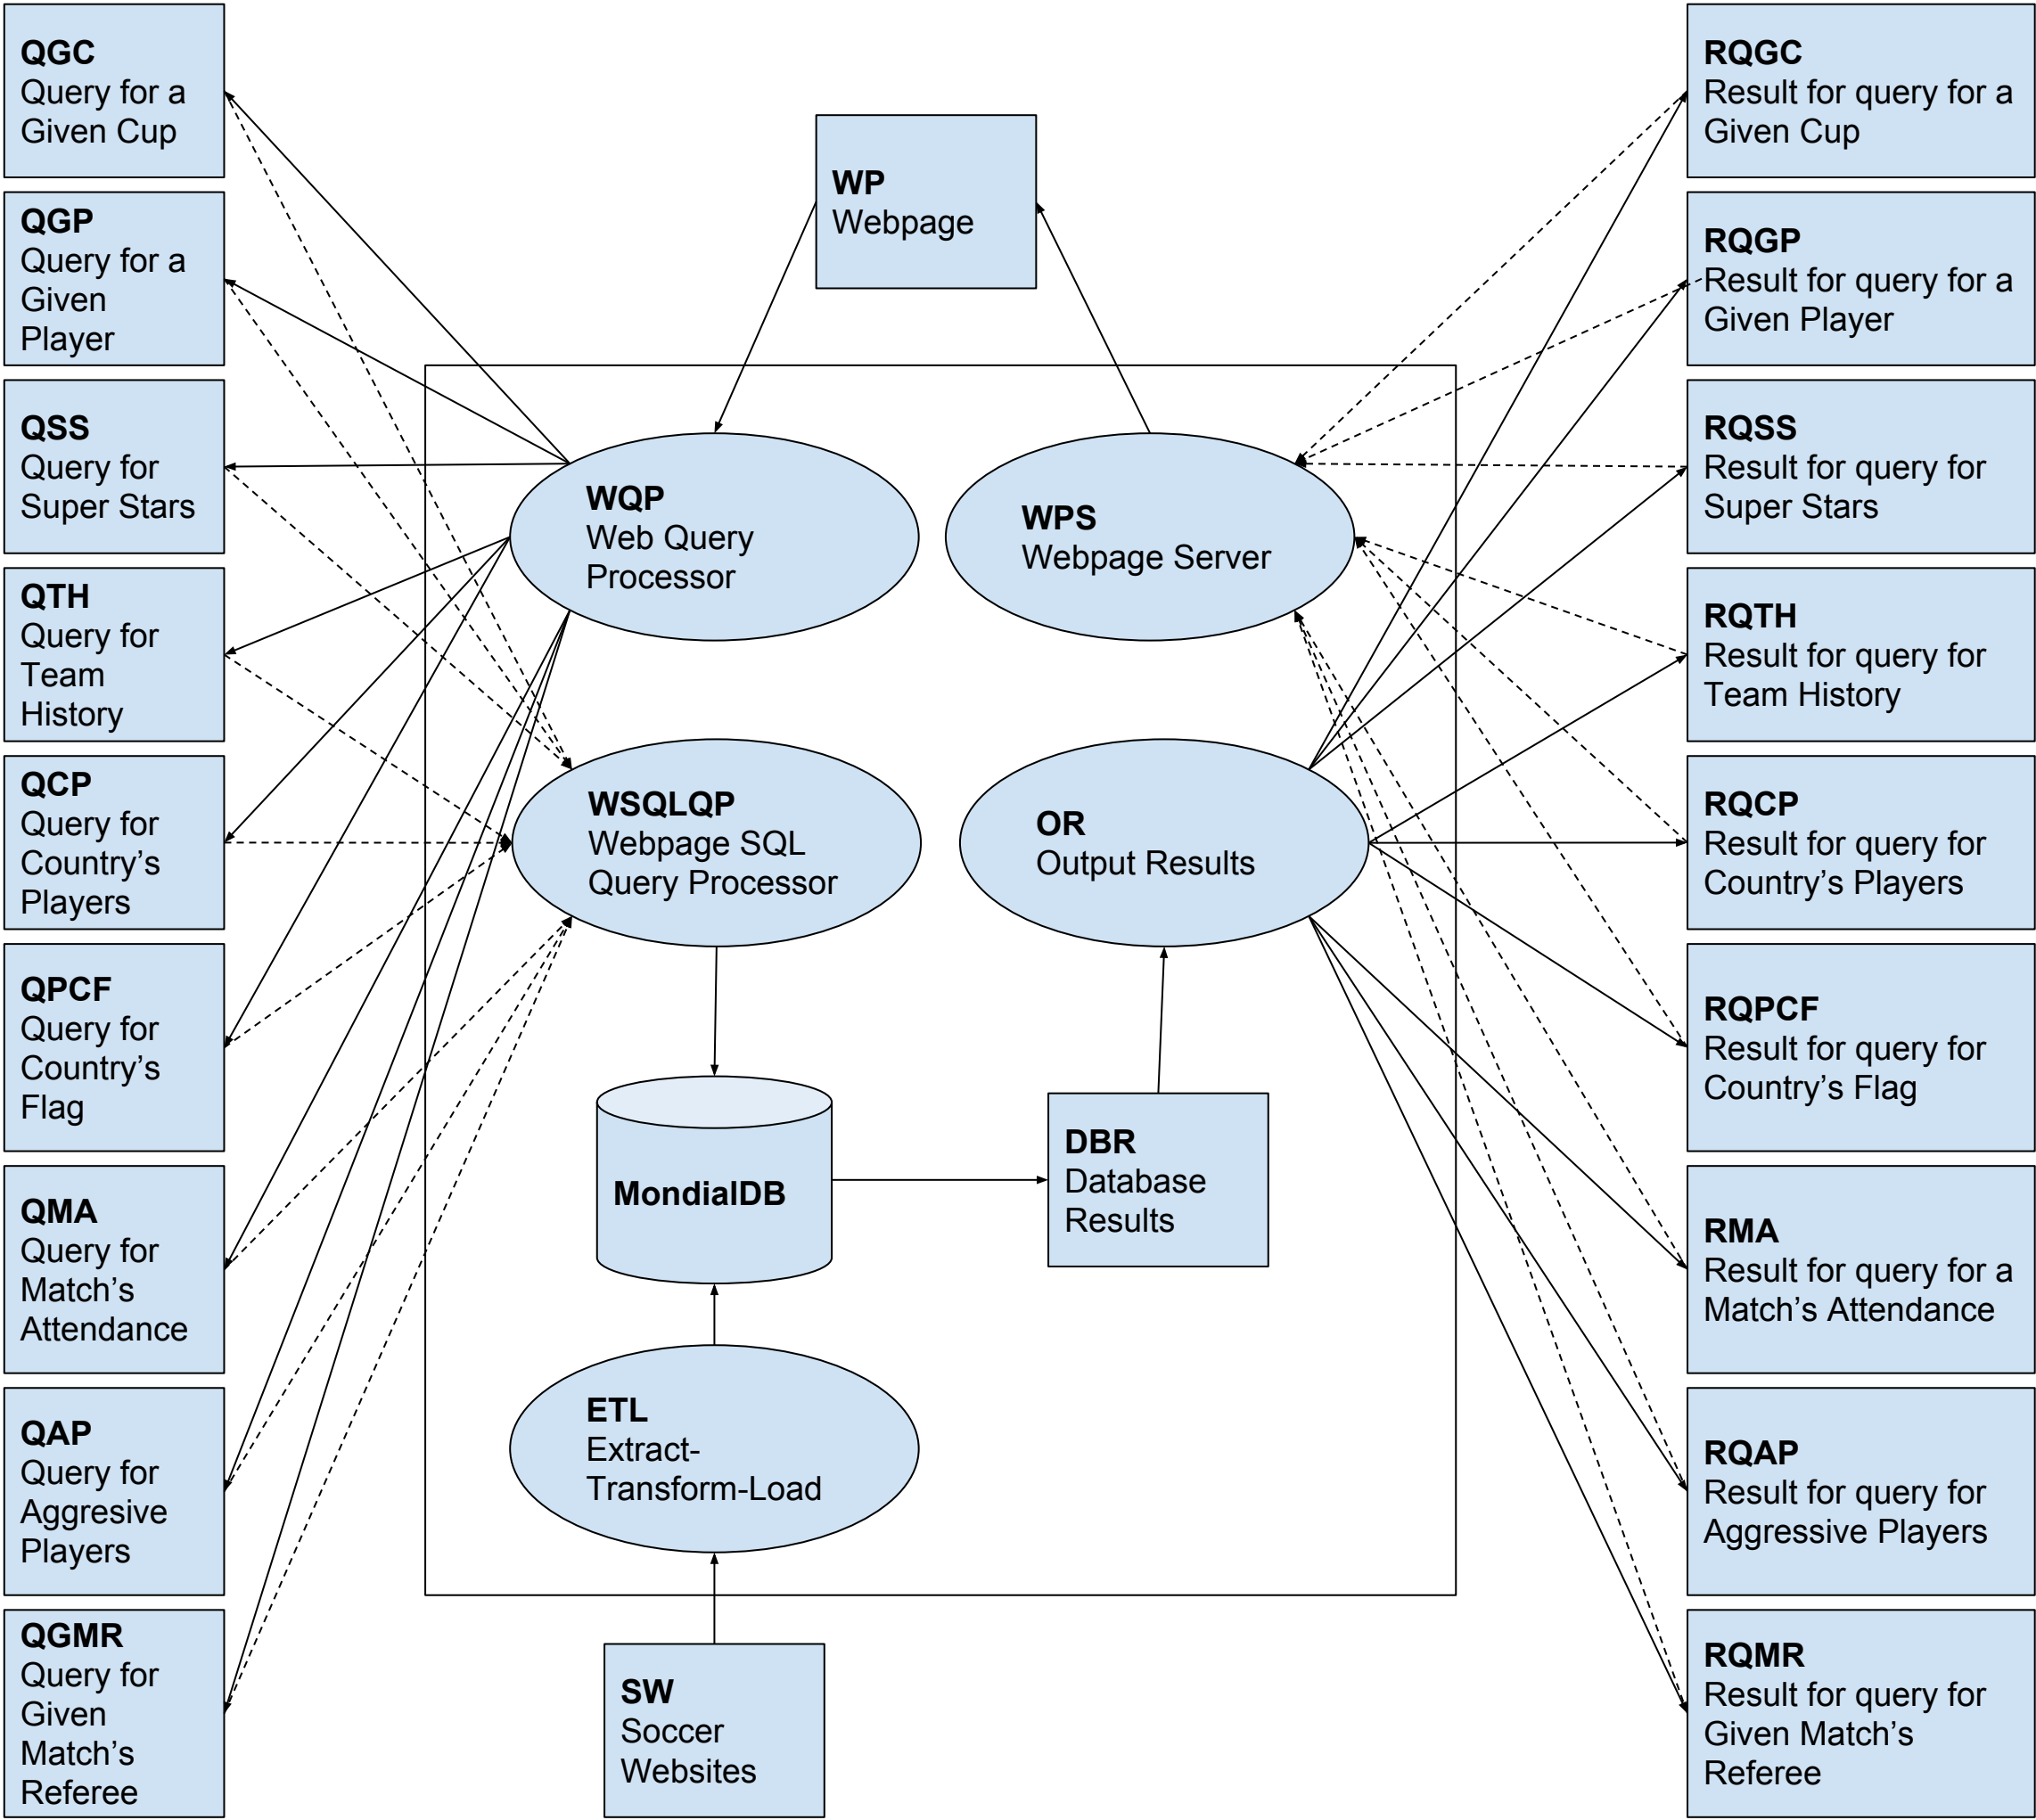 QGC
Query for a
Given Cup
QGP
Query for a
Given
Player
QSS
Query for
Super Stars
QTH
Query for
Team
History
QCP
Query for
Country’s
Players
QPCF
Query for
Country’s
Flag
QMA
Query for
Match’s
Attendance
QAP
Query for
Aggresive
Players
QGMR
Query for
Given
Match’s
Referee
WP
Webpage
WQP
Web Query
Processor
WPS
Webpage Server
WSQLQP
Webpage SQL
Query Processor
OR
Output Results
MondialDB
DBR
Database
Results
ETL
Extract-
Transform-Load
SW
Soccer
Websites
RQGC
Result for query for a
Given Cup
RQGP
Result for query for a
Given Player
RQSS
Result for query for
Super Stars
RQTH
Result for query for
Team History
RQCP
Result for query for
Country’s Players
RQPCF
Result for query for
Country’s Flag
RMA
Result for query for a
Match’s Attendance
RQAP
Result for query for
Aggressive Players
RQMR
Result for query for
Given Match’s
Referee